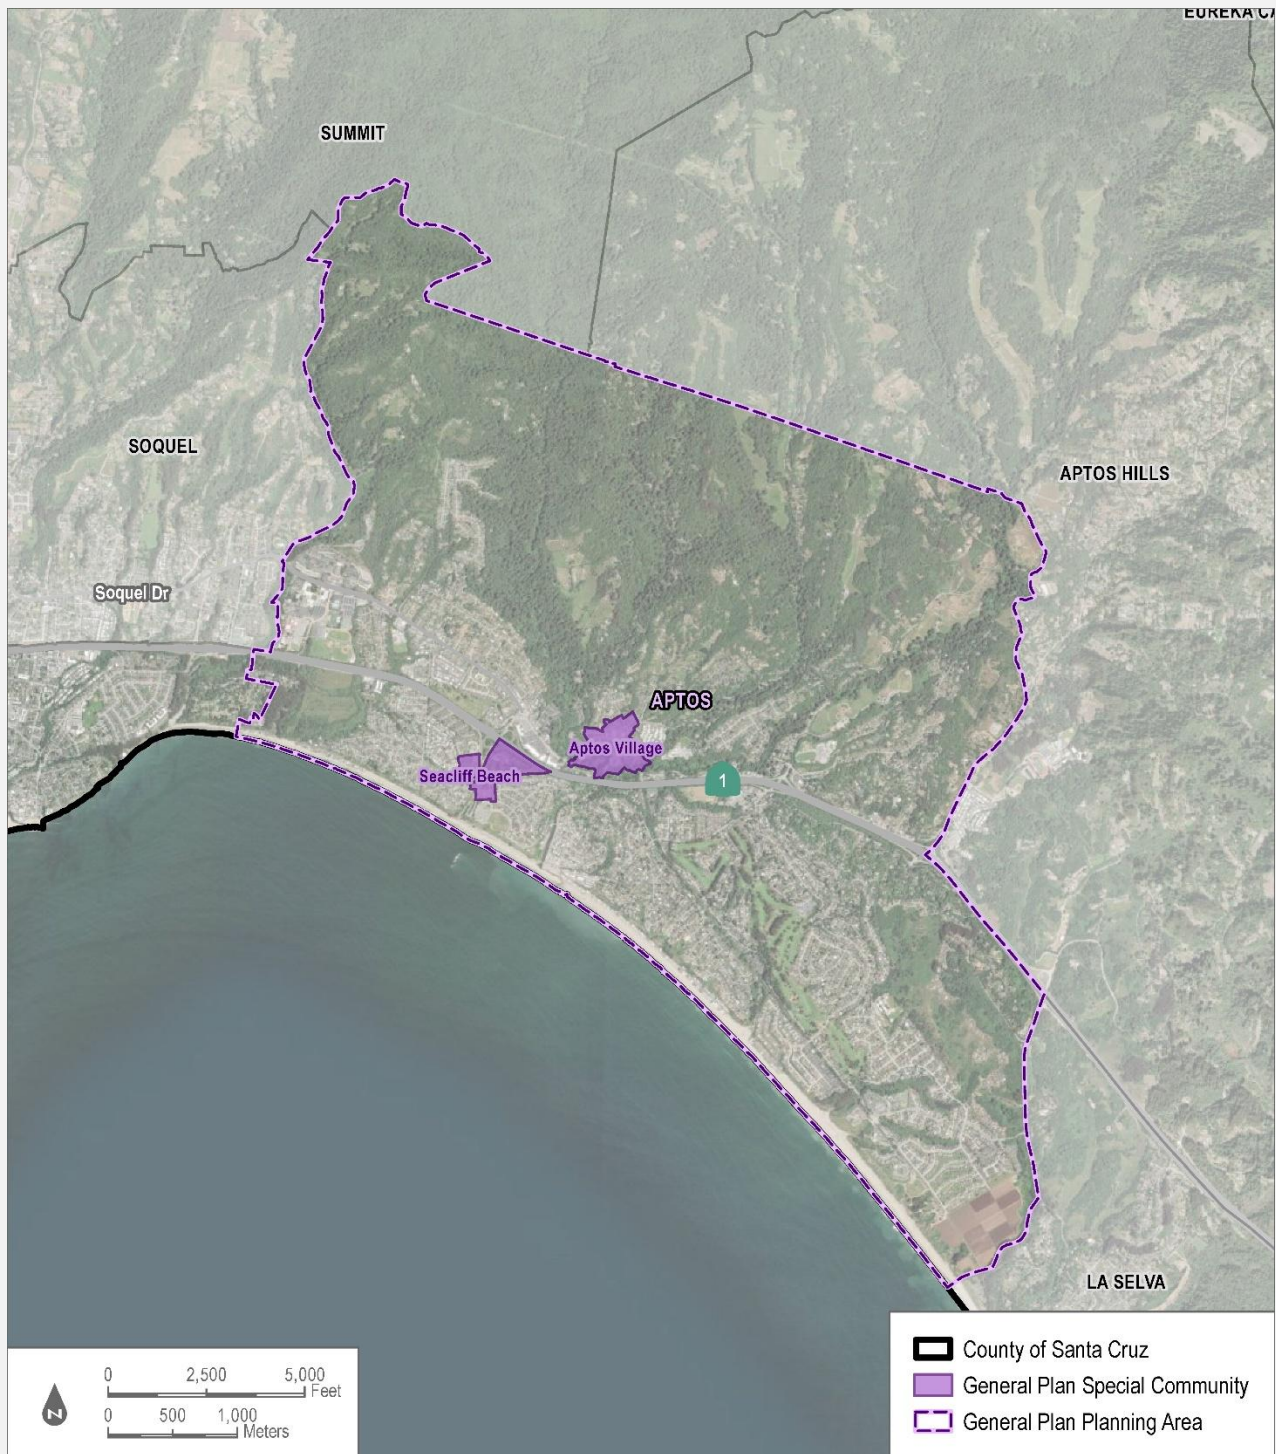 EUREKA CA
SUMMIT
SOQUEL
APTOS HILLS
Soquel Dr
APTOS
Aptos Village
Seacliff Beach
1
LA SELVA
0 2,500 5,000
Feet
0 500 1,000
Meters
N
County of Santa Cruz
General Plan Special Community
General Plan Planning Area